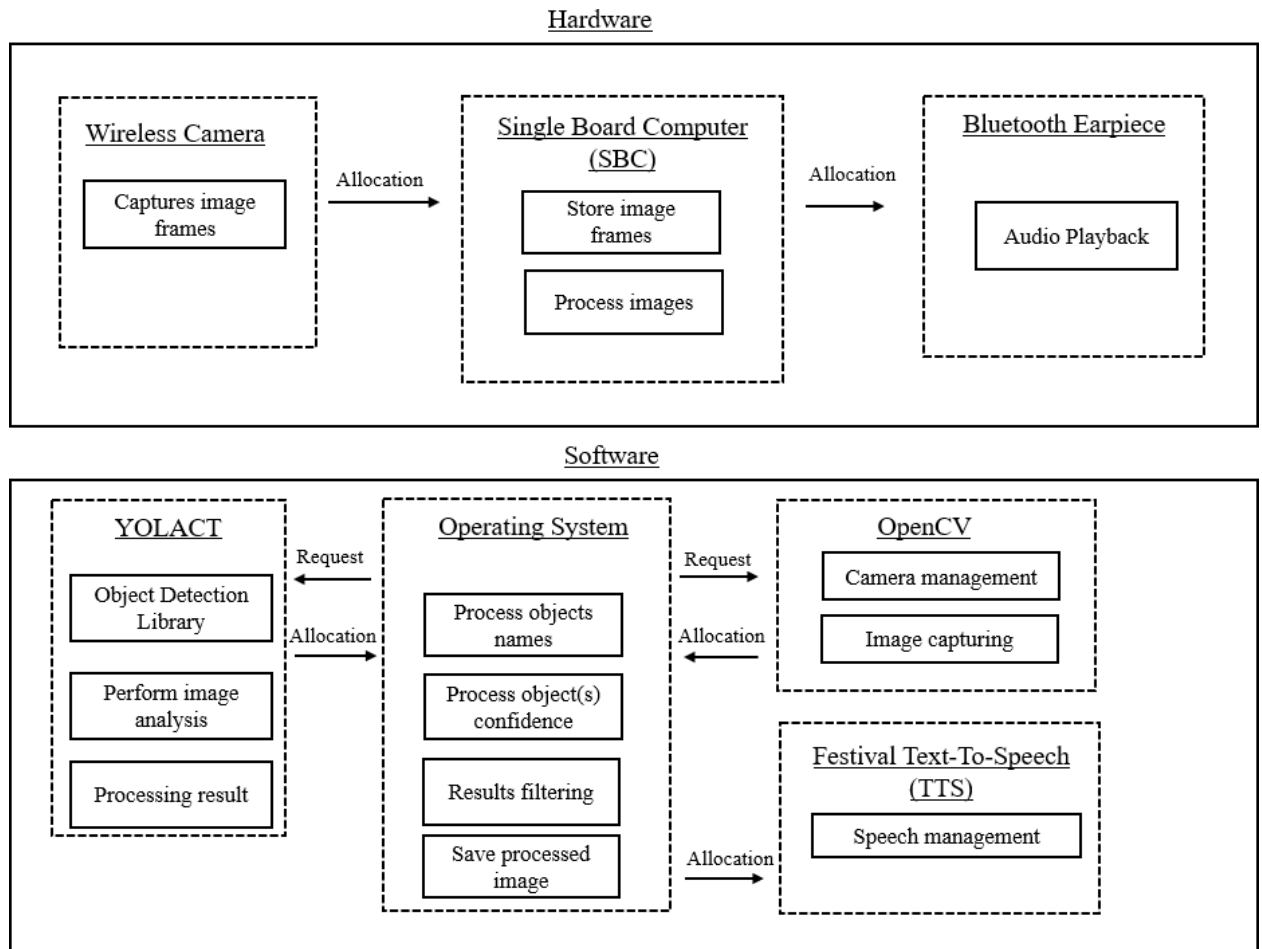 Hardware
Wireless Camera
Captures image
frames
Allocation
Single Board Computer
(SBC)
Store image
frames
Process images
Allocation
Bluetooth Earpiece
Audio Playback
Software
YOLACT
Object Detection
Library
Perform image
analysis
Processing result
Request
Allocation
Operating System
Process objects
names
Process object(s)
confidence
Results filtering
Save processed
image
Request
Allocation
OpenCV
Camera management
Image capturing
Allocation
Festival Text-To-Speech
(TTS)
Speech management